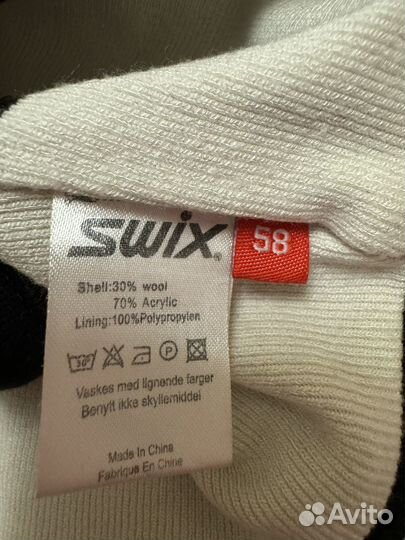 SWIX
58
Shell:30% wool
70% Acrylic
Lining:100%Polypropylen
30°
P
Vaskes med lignende farger
Benytt ikke skyllemiddel
Made In China
Fabrique En Chine
Avito